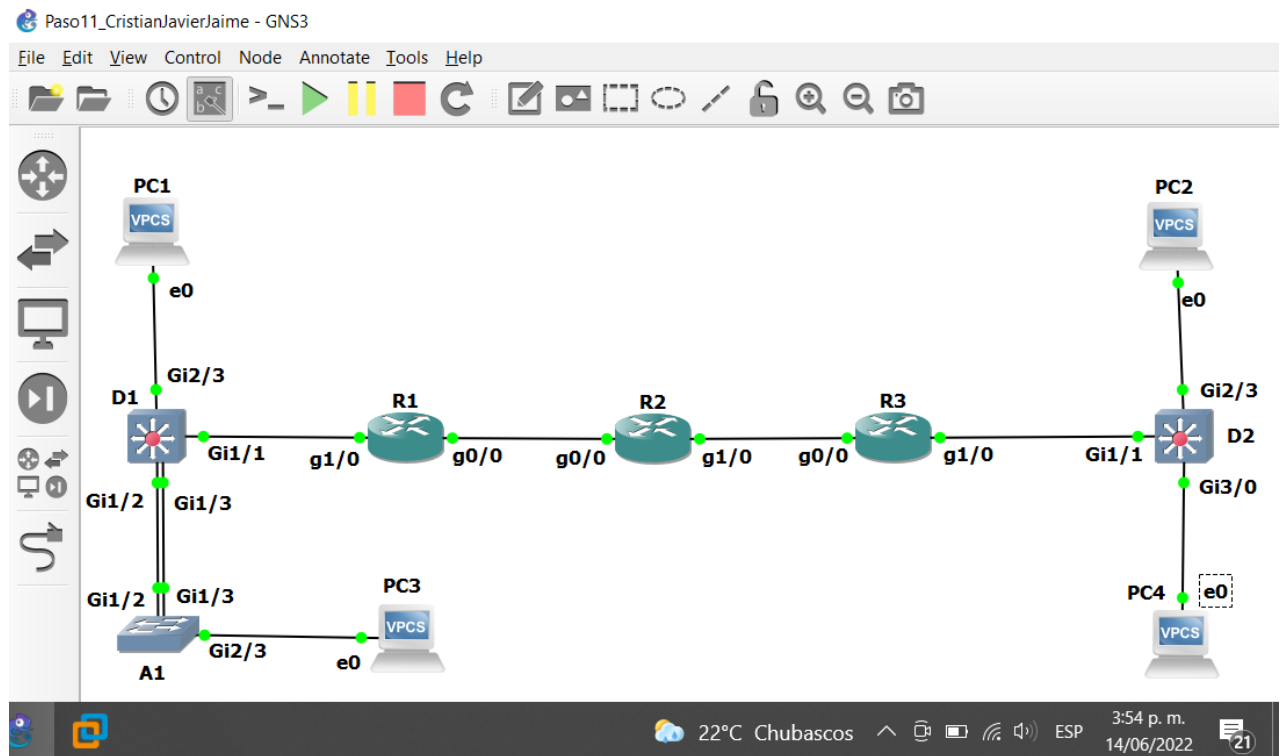 Paso11_CristianJavierJaime - GNS3
File Edit View Control Node Annotate Tools Help
PC1
PC2
VPCS
VPCS
e0
e0
Gi2/3
Gi2/3
D1
R1
R2
R3
D2
Gi1/1
g1/0
g0/0
g0/0
g1/0
g0/0
g1/0
Gi1/1
Gi1/2
Gi1/3
Gi3/0
Gi1/2
Gi1/3
PC3
PC4
e0
VPCS
VPCS
Gi2/3
e0
A1
22°C Chubascos
ESP
3:54 p. m.
14/06/2022
21